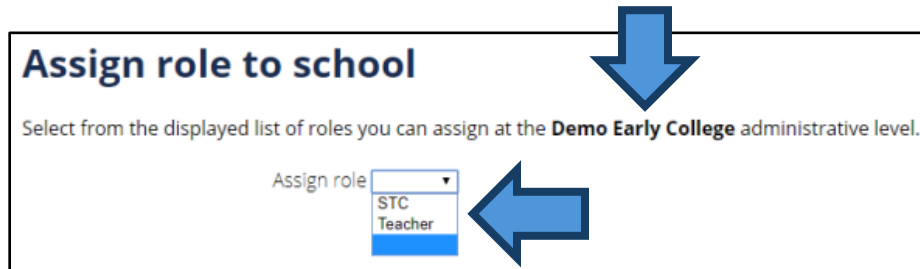 Assign role to school
Select from the displayed list of roles you can assign at the Demo Early College administrative level.
Assign role
STC
Teacher